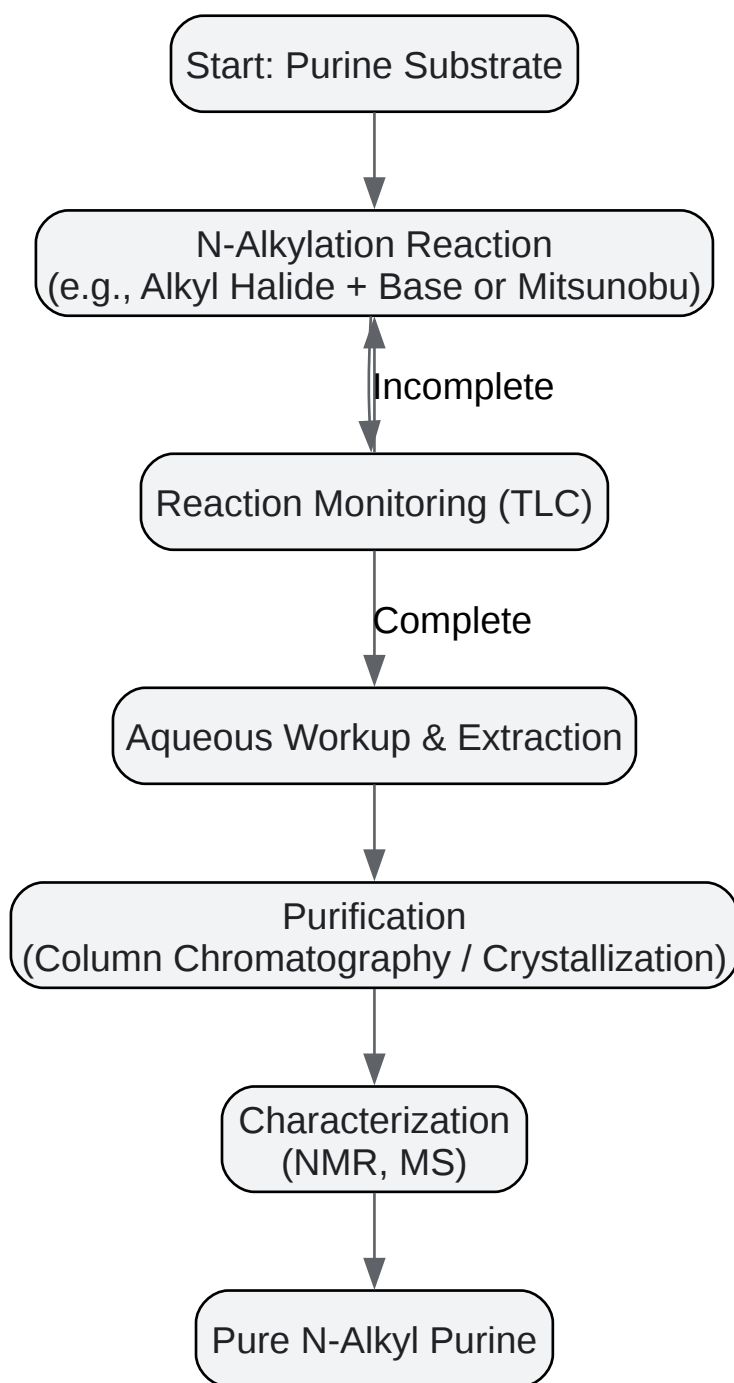 Start: Purine Substrate
N-Alkylation Reaction
(e.g., Alkyl Halide + Base or Mitsunobu)
Incomplete
Reaction Monitoring (TLC)
Complete
Aqueous Workup & Extraction
Purification
(Column Chromatography / Crystallization)
Characterization
(NMR, MS)
Pure N-Alkyl Purine